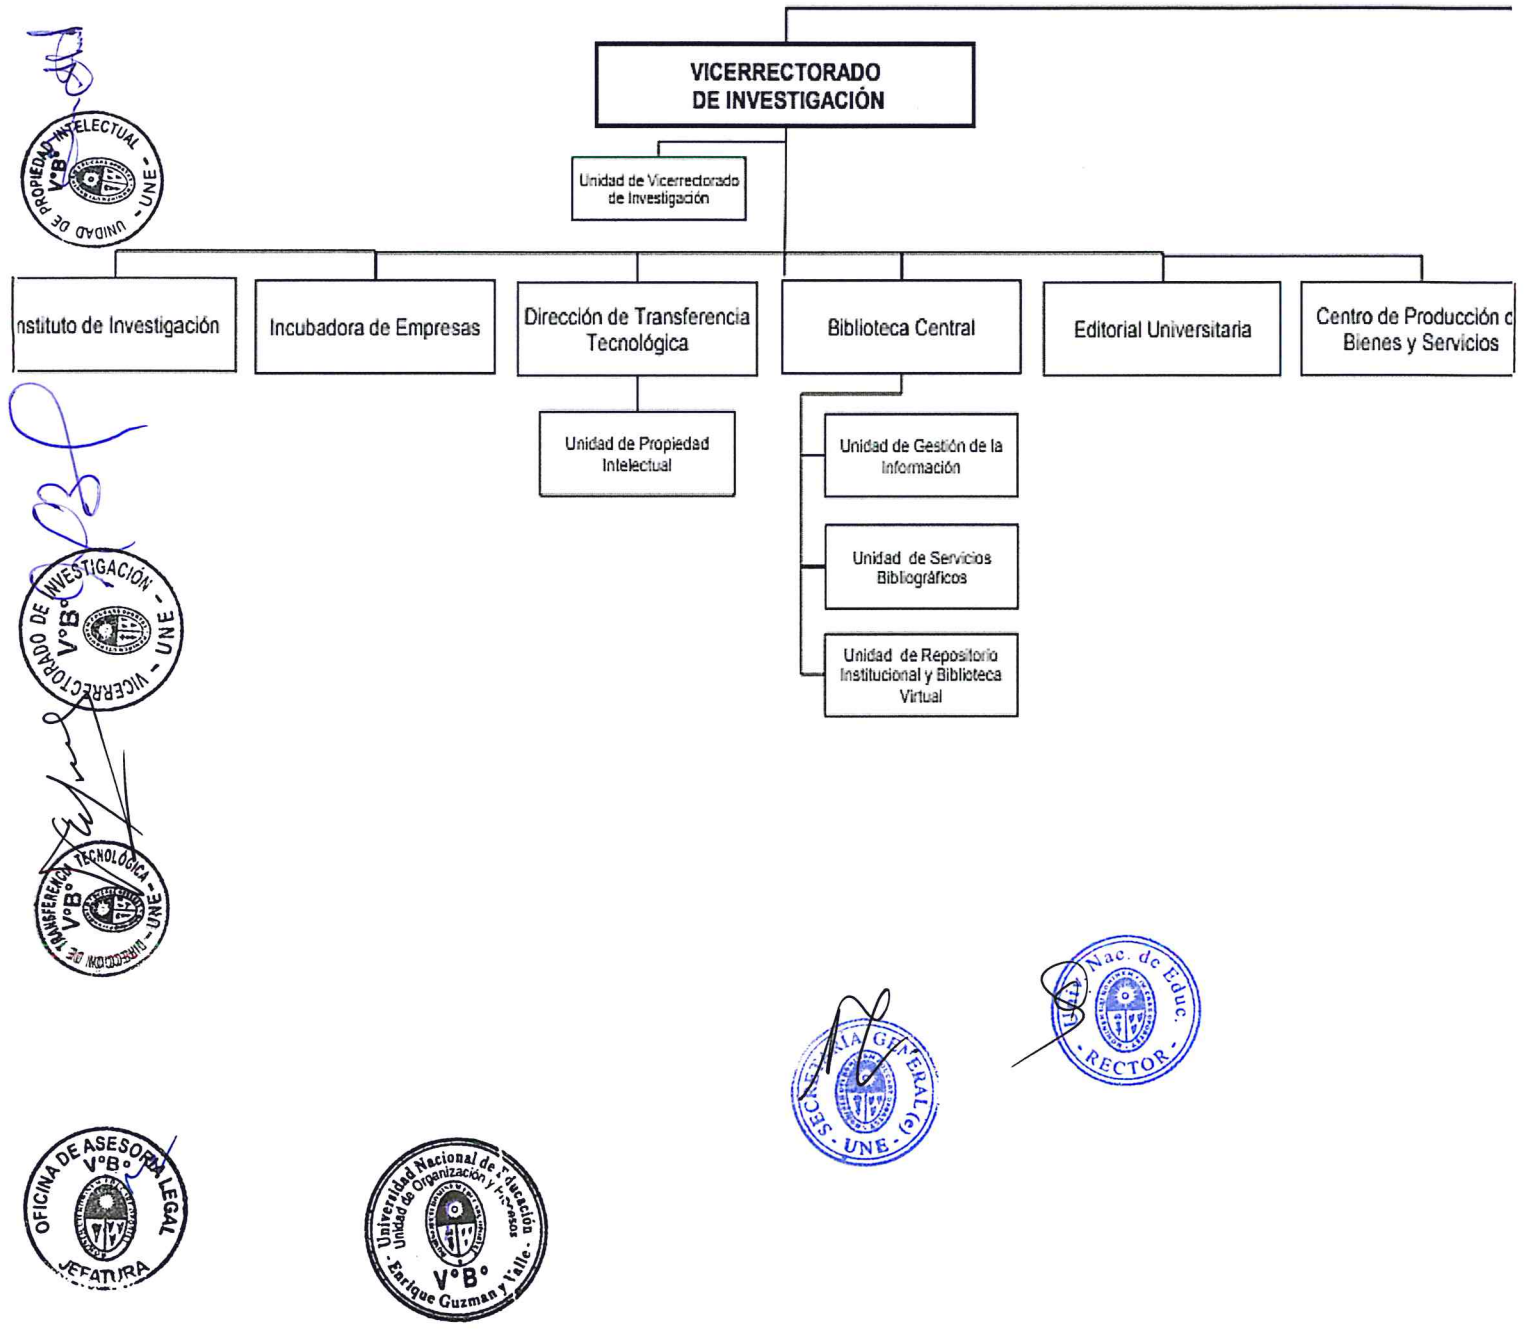 VICERRECTORADO
DE INVESTIGACIÓN
Unidad de Vicerrectorado
de Investigación
nstituto de Investigación
Incubadora de Empresas
Dirección de Transferencia
Tecnológica
Biblioteca Central
Editorial Universitaria
Centro de Producción d
Bienes y Servicios
Unidad de Propiedad
Intelectual
Unidad de Gestión de la
Información
Unidad de Servicios
Bibliográficos
Unidad de Repositorio
Institucional y Biblioteca
Virtual
UNIDAD DE PROPIEDAD INTELECTUAL - UNE -
V°B°
VICERRECTORADO DE INVESTIGACIÓN - UNE -
V°B°
DIRECCIÓN DE TRANSFERENCIA TECNOLÓGICA - UNE -
V°B°
OFICINA DE ASESORIA LEGAL
V°B°
JEFATURA
Universidad Nacional de Educación
Unidad de Organización y Procesos
V°B°
- Enrique Guzman y Valle -
SECRETARÍA GENERAL (e)
- UNE -
Univ. Nac. de Educ.
- RECTOR -